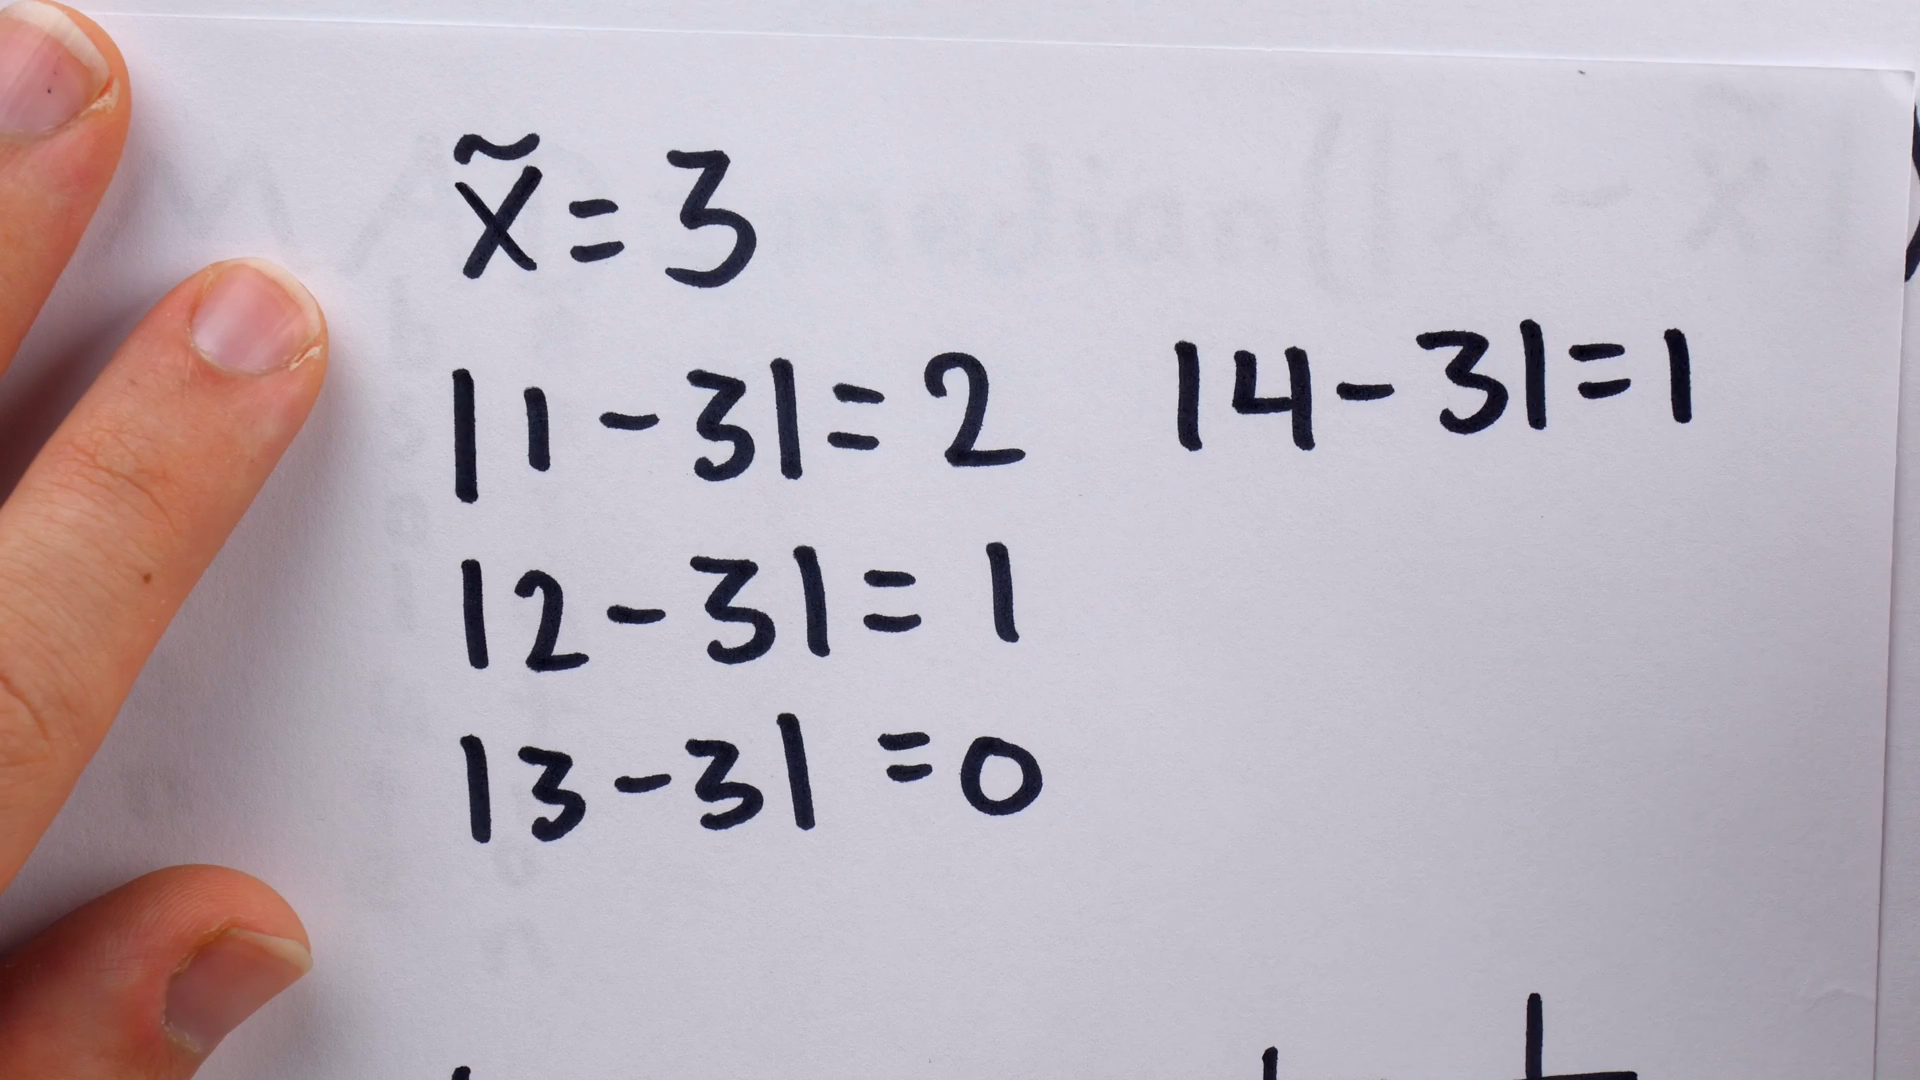 x̃ = 3
|1 - 3| = 2
|2 - 3| = 1
|3 - 3| = 0
|4 - 3| = 1